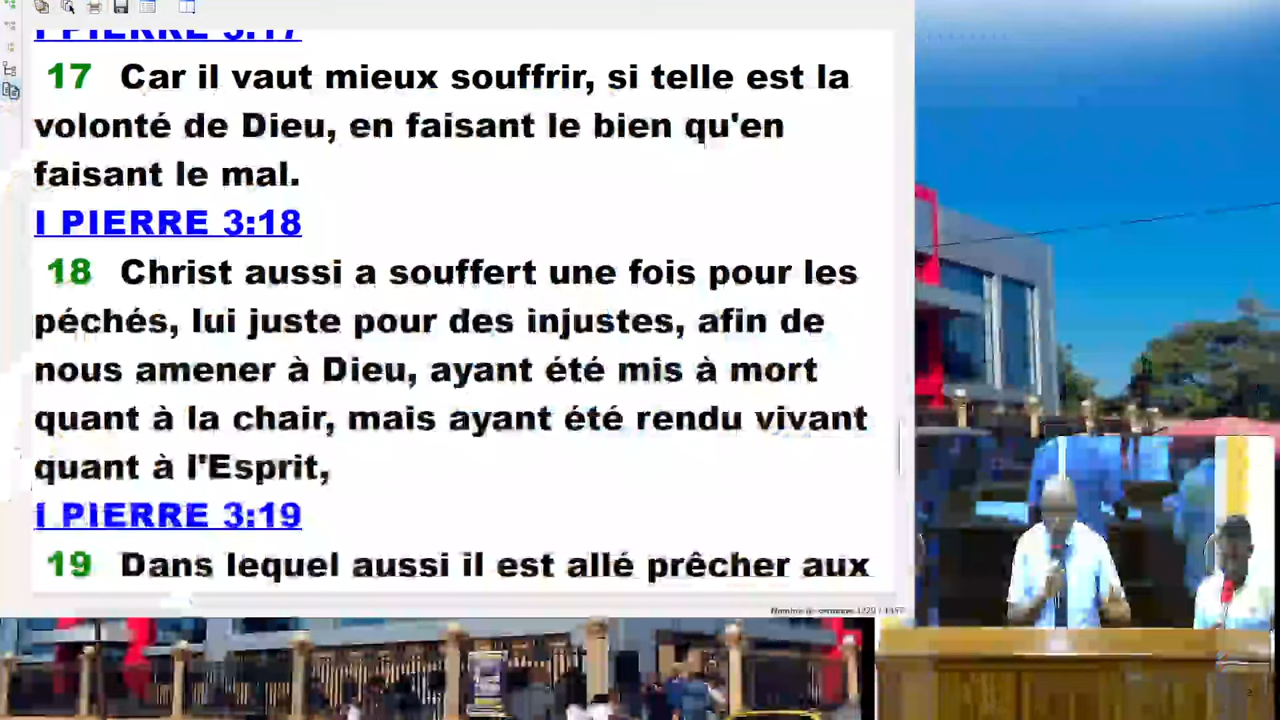 I PIERRE 3:17
17 Car il vaut mieux souffrir, si telle est la
volonté de Dieu, en faisant le bien qu'en
faisant le mal.
I PIERRE 3:18
18 Christ aussi a souffert une fois pour les
péchés, lui juste pour des injustes, afin de
nous amener à Dieu, ayant été mis à mort
quant à la chair, mais ayant été rendu vivant
quant à l'Esprit,
I PIERRE 3:19
19 Dans lequel aussi il est allé prêcher aux